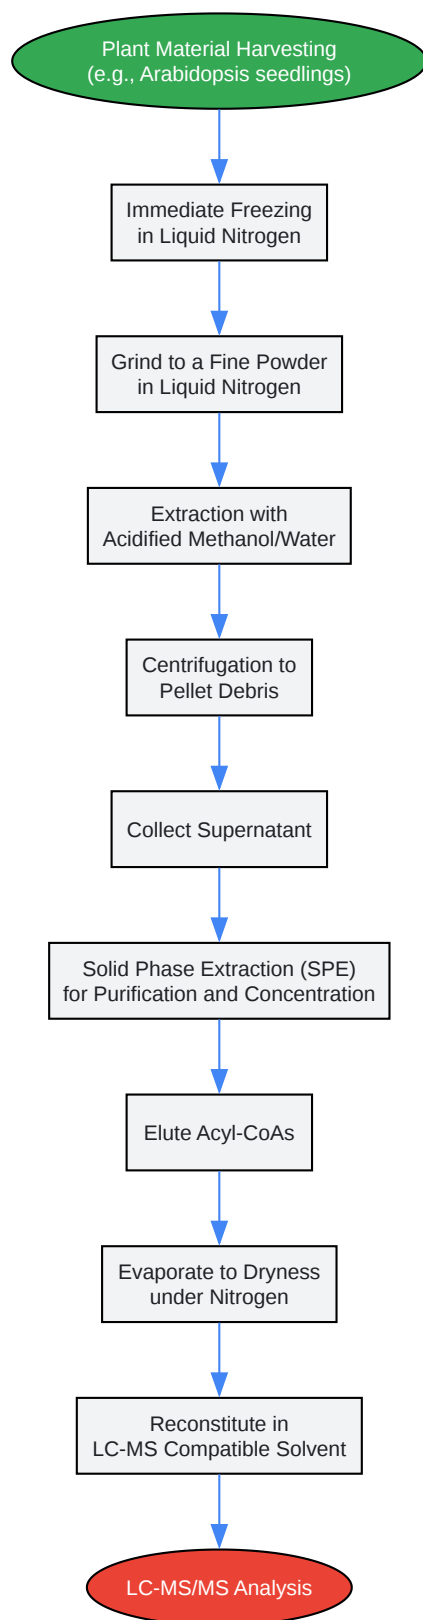 Plant Material Harvesting
(e.g., Arabidopsis seedlings)
Immediate Freezing
in Liquid Nitrogen
Grind to a Fine Powder
in Liquid Nitrogen
Extraction with
Acidified Methanol/Water
Centrifugation to
Pellet Debris
Collect Supernatant
Solid Phase Extraction (SPE)
for Purification and Concentration
Elute Acyl-CoAs
Evaporate to Dryness
under Nitrogen
Reconstitute in
LC-MS Compatible Solvent
LC-MS/MS Analysis